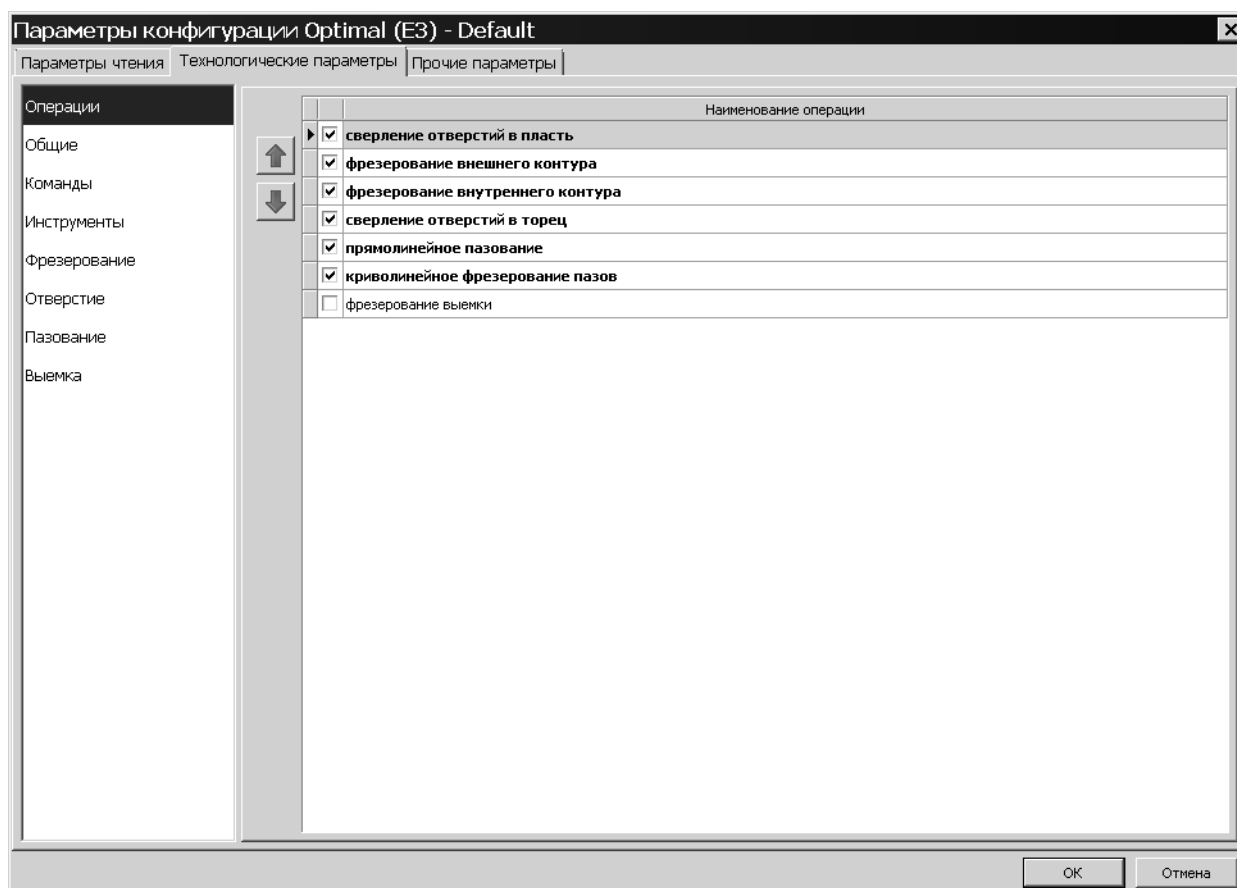 Параметры конфигурации Optimal (E3) - Default
Параметры чтения Технологические параметры Прочие параметры
Операции
Общие
Команды
Инструменты
Фрезерование
Отверстие
Пазование
Выемка
Наименование операции
сверление отверстий в пласть
фрезерование внешнего контура
фрезерование внутреннего контура
сверление отверстий в торец
прямолинейное пазование
криволинейное фрезерование пазов
фрезерование выемки
ОК Отмена